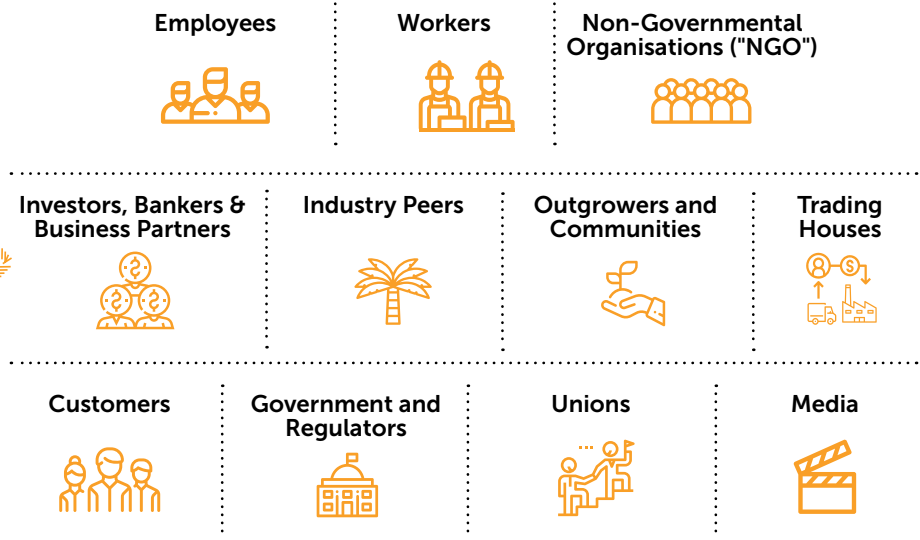 Employees
Workers
Non-Governmental
Organisations ("NGO")
Investors, Bankers &
Business Partners
Industry Peers
Outgrowers and
Communities
Trading
Houses
Customers
Government and
Regulators
Unions
Media